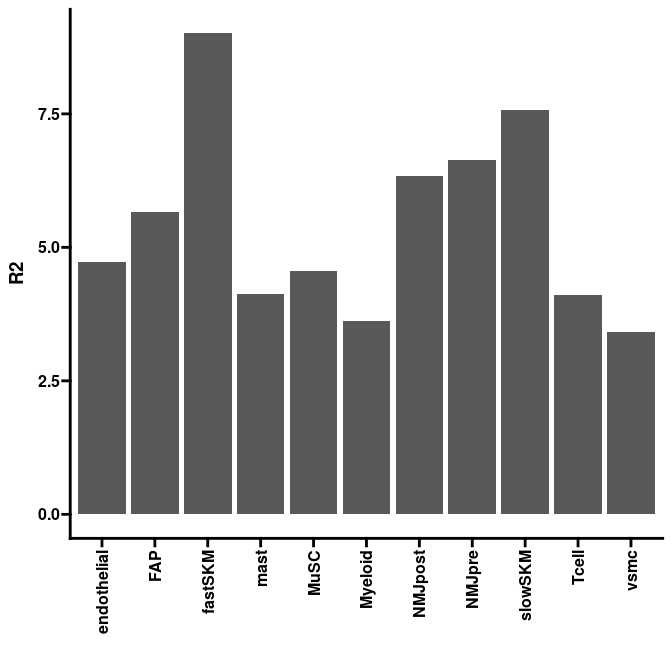 R2
7.5
5.0
2.5
0.0
endothelial
FAP
fastSKM
mast
MuSC
Myeloid
NMJpost
NMJpre
slowSKM
Tcell
vsmc